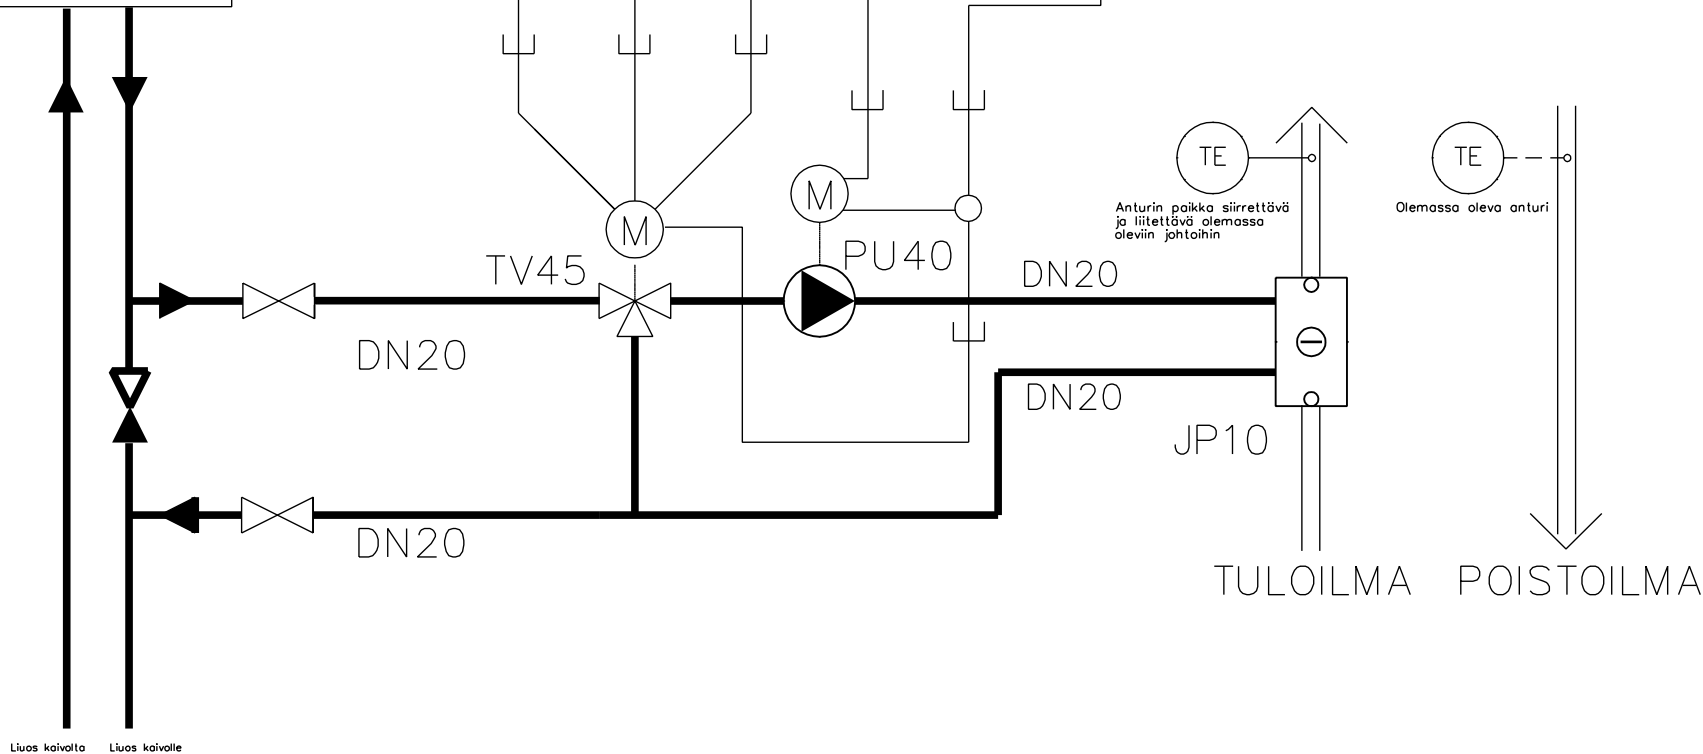 TE
TE
M
M
Anturin paikka siirrettävä
ja liitettävä olemassa
oleviin johtoihin
Olemassa oleva anturi
TV45
PU40
DN20
DN20
DN20
JP10
DN20
TULOILMA
POISTOILMA
Liuos kaivolta
Liuos kaivolle